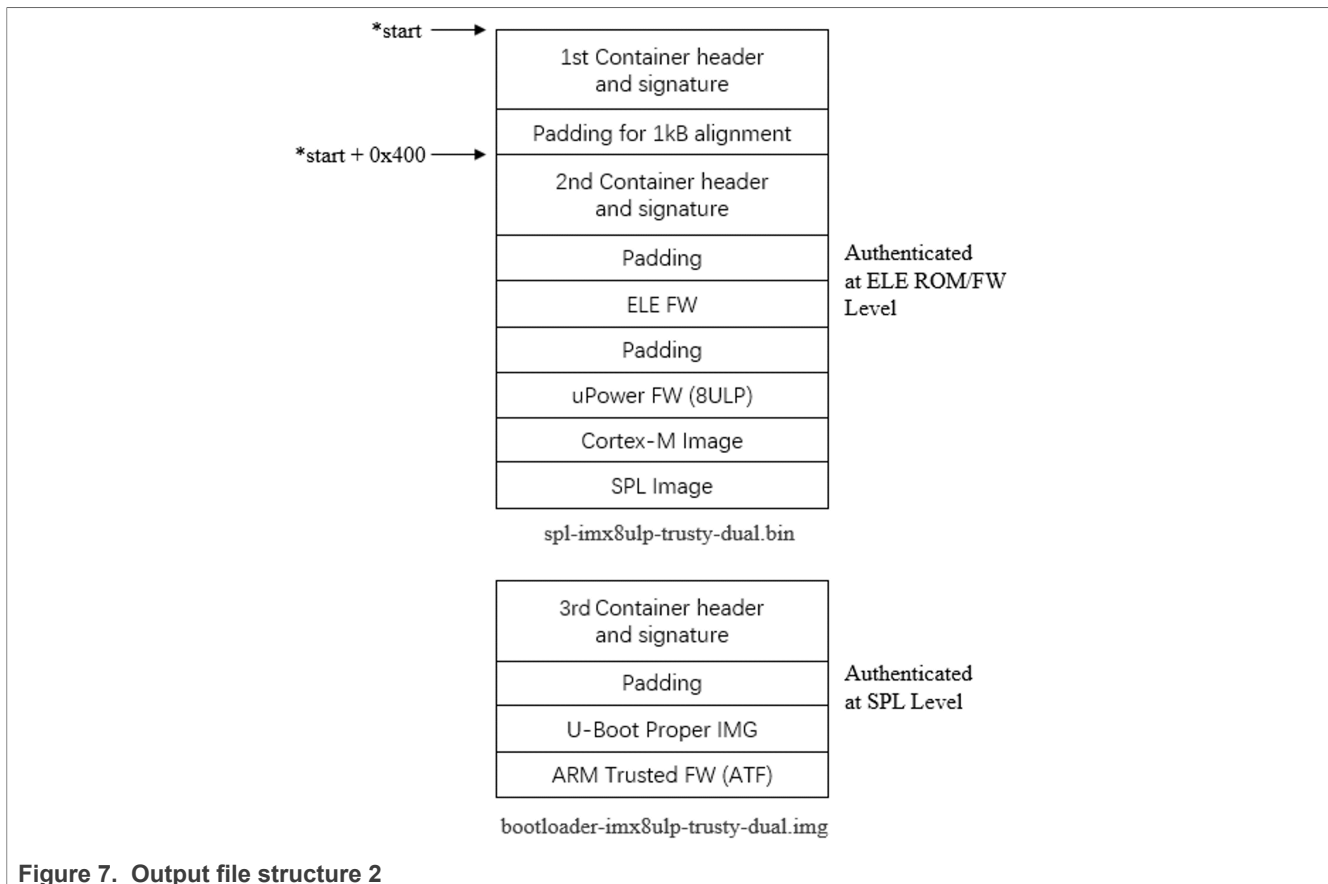 *start
1st Container header
and signature
Padding for 1kB alignment
*start + 0x400
2nd Container header
and signature
Padding
Authenticated
at ELE ROM/FW
Level
ELE FW
Padding
uPower FW (8ULP)
Cortex-M Image
SPL Image
spl-imx8ulp-trusty-dual.bin
3rd Container header
and signature
Padding
Authenticated
at SPL Level
U-Boot Proper IMG
ARM Trusted FW (ATF)
bootloader-imx8ulp-trusty-dual.img
Figure 7. Output file structure 2